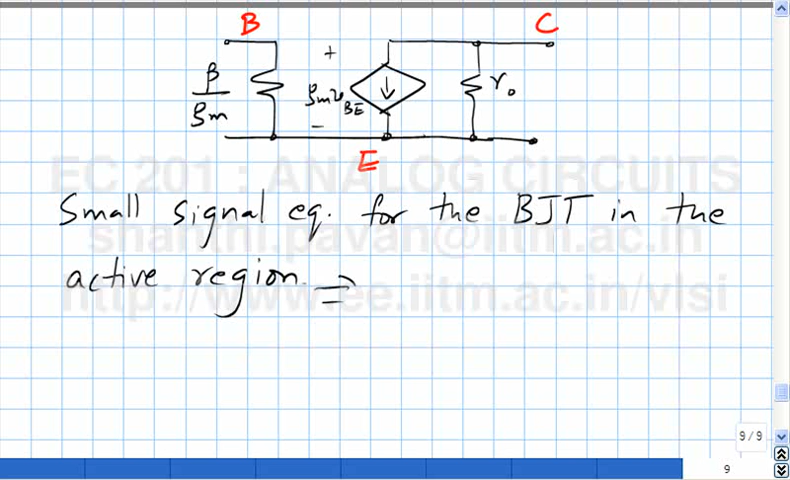 B C
+
β/gm gmvBE ro
−
E
EC 201 : ANALOG CIRCUITS
Small signal eq. for the BJT in the
shanthi.pavan@iitm.ac.in
active region. ⇒
http://www.ee.iitm.ac.in/vlsi
9/9
9